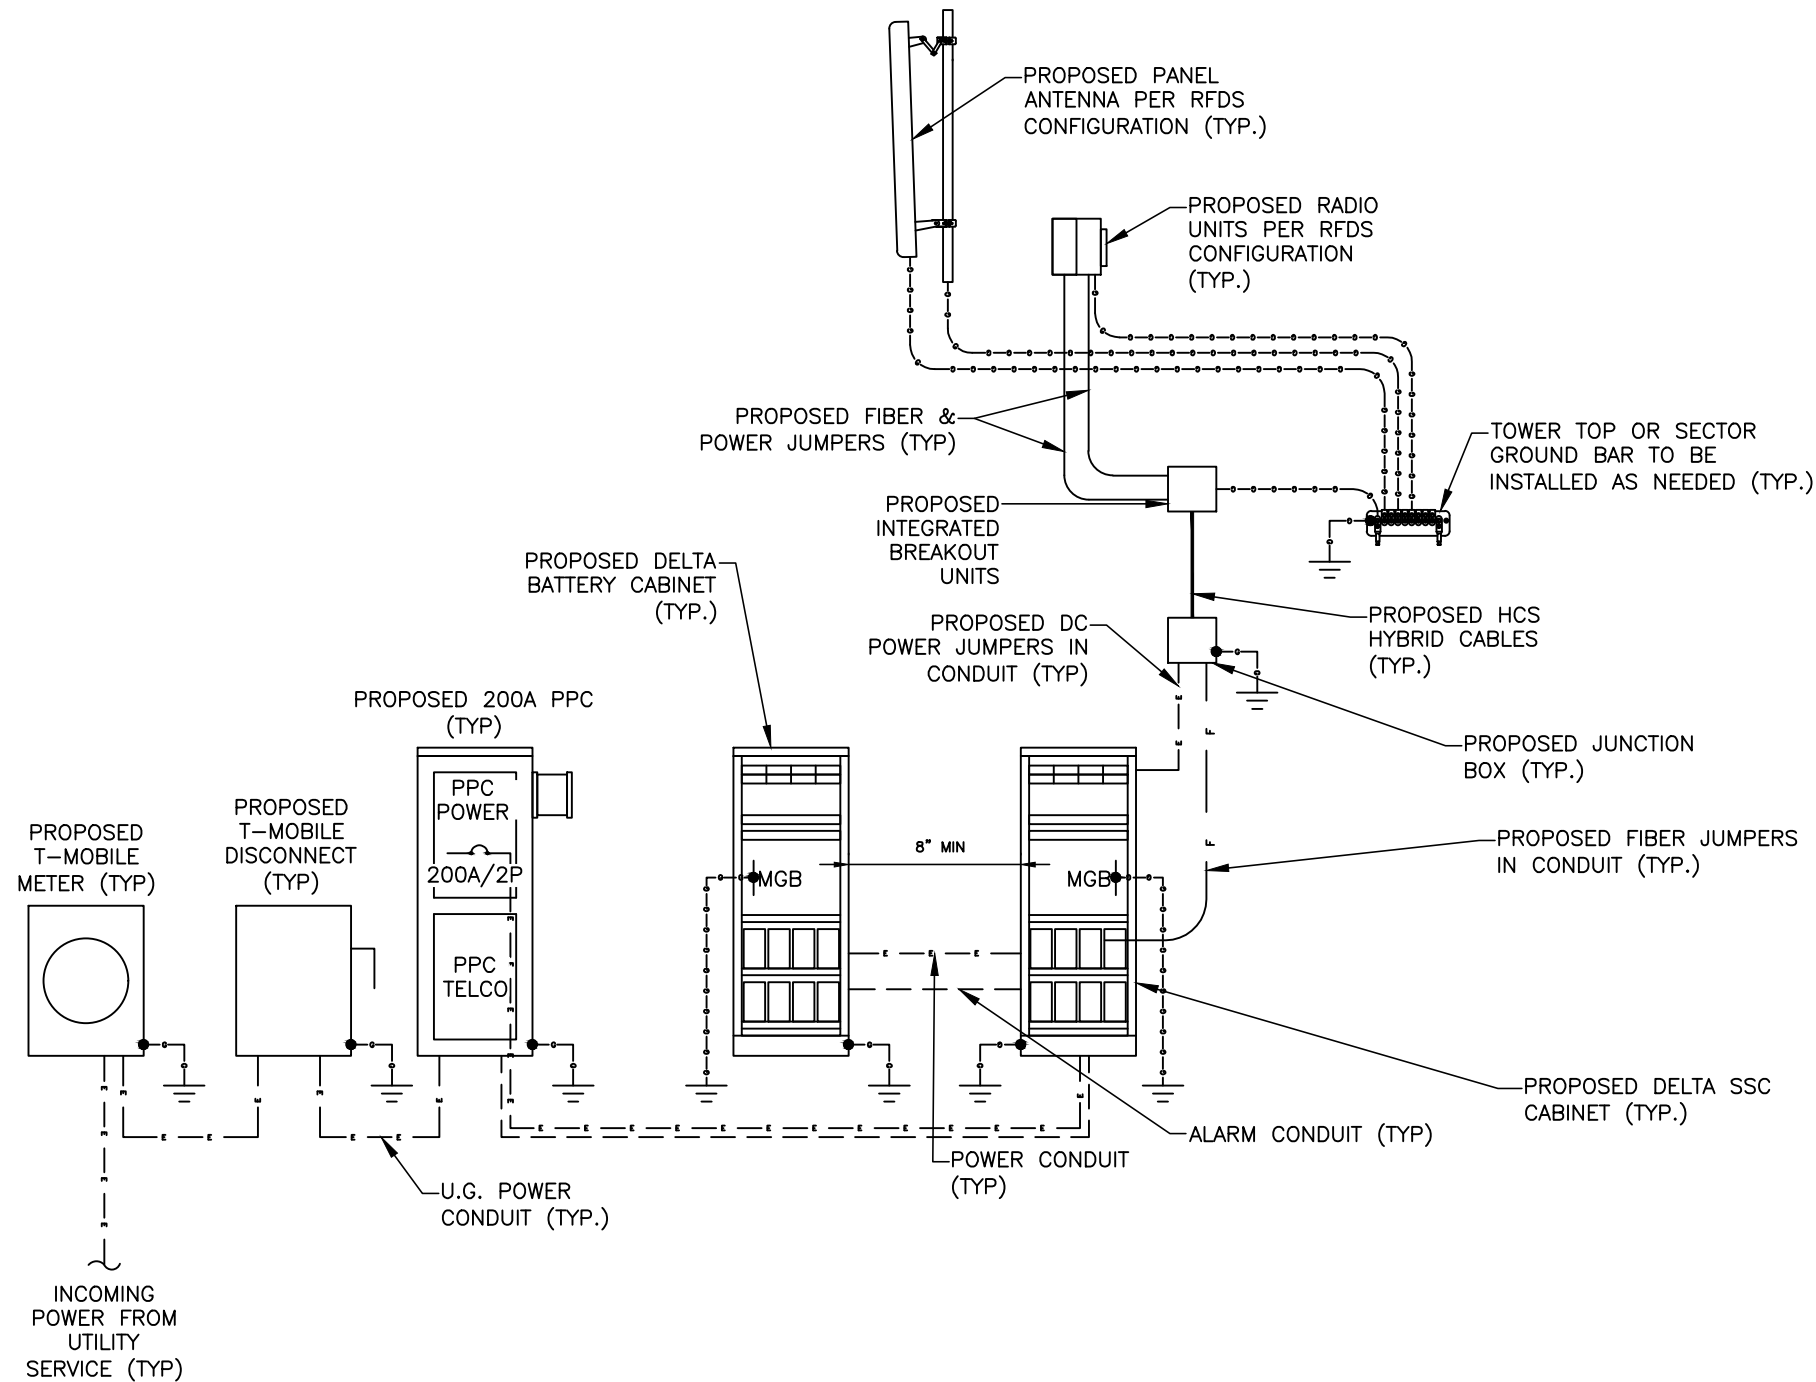 PROPOSED PANEL
ANTENNA PER RFDS
CONFIGURATION (TYP.)
PROPOSED RADIO
UNITS PER RFDS
CONFIGURATION
(TYP.)
PROPOSED FIBER &
POWER JUMPERS (TYP)
TOWER TOP OR SECTOR
GROUND BAR TO BE
INSTALLED AS NEEDED (TYP.)
PROPOSED
INTEGRATED
BREAKOUT
UNITS
PROPOSED DELTA
BATTERY CABINET
(TYP.)
PROPOSED DC
POWER JUMPERS IN
CONDUIT (TYP)
PROPOSED HCS
HYBRID CABLES
(TYP.)
PROPOSED 200A PPC
(TYP)
PROPOSED JUNCTION
BOX (TYP.)
PPC
POWER
200A/2P
PPC
TELCO
PROPOSED
T-MOBILE
DISCONNECT
(TYP)
PROPOSED
T-MOBILE
METER (TYP)
8" MIN
MGB
MGB
PROPOSED FIBER JUMPERS
IN CONDUIT (TYP.)
PROPOSED DELTA SSC
CABINET (TYP.)
ALARM CONDUIT (TYP)
POWER CONDUIT
(TYP)
U.G. POWER
CONDUIT (TYP.)
INCOMING
POWER FROM
UTILITY
SERVICE (TYP)